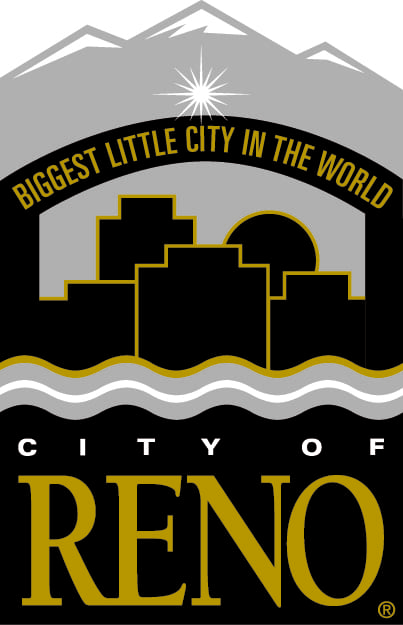 BIGGEST LITTLE CITY IN THE WORLD
CITY OF
RENO®